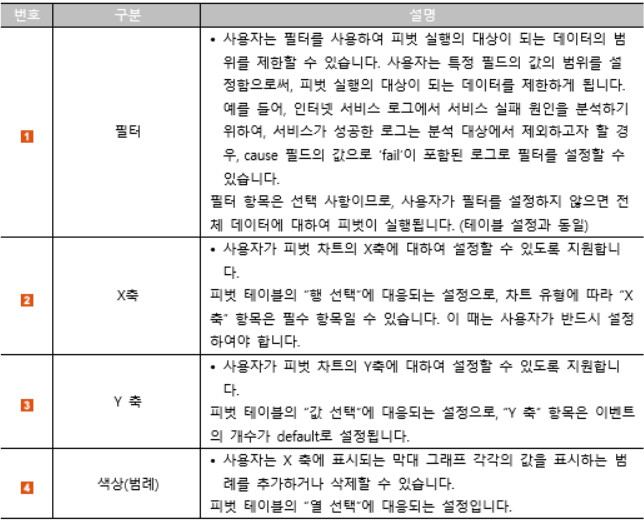 번호 구분 설명
• 사용자는 필터를 사용하여 피벗 실행의 대상이 되는 데이터의 범
위를 제한할 수 있습니다. 사용자는 특정 필드의 값의 범위를 설
정함으로써, 피벗 실행의 대상이 되는 데이터를 제한하게 됩니다.
예를 들어, 인터넷 서비스 로그에서 서비스 실패 원인을 분석하기
1 필터 위하여, 서비스가 성공한 로그는 분석 대상에서 제외하고자 할 경
우, cause 필드의 값으로 'fail'이 포함된 로그로 필터를 설정할 수
있습니다.
필터 항목은 선택 사항이므로, 사용자가 필터를 설정하지 않으면 전
체 데이터에 대하여 피벗이 실행됩니다. (테이블 설정과 동일)
• 사용자가 피벗 차트의 X축에 대하여 설정할 수 있도록 지원합니
다.
2 X축 피벗 테이블의 "행 선택"에 대응되는 설정으로, 차트 유형에 따라 "X
축" 항목은 필수 항목일 수 있습니다. 이 때는 사용자가 반드시 설정
하여야 합니다.
• 사용자가 피벗 차트의 Y축에 대하여 설정할 수 있도록 지원합니
다.
3 Y 축 피벗 테이블의 "값 선택"에 대응되는 설정으로, "Y 축" 항목은 이벤트
의 개수가 default로 설정됩니다.
• 사용자는 X 축에 표시되는 막대 그래프 각각의 값을 표시하는 범
4 색상(범례) 례를 추가하거나 삭제할 수 있습니다.
피벗 테이블의 "열 선택"에 대응되는 설정입니다.